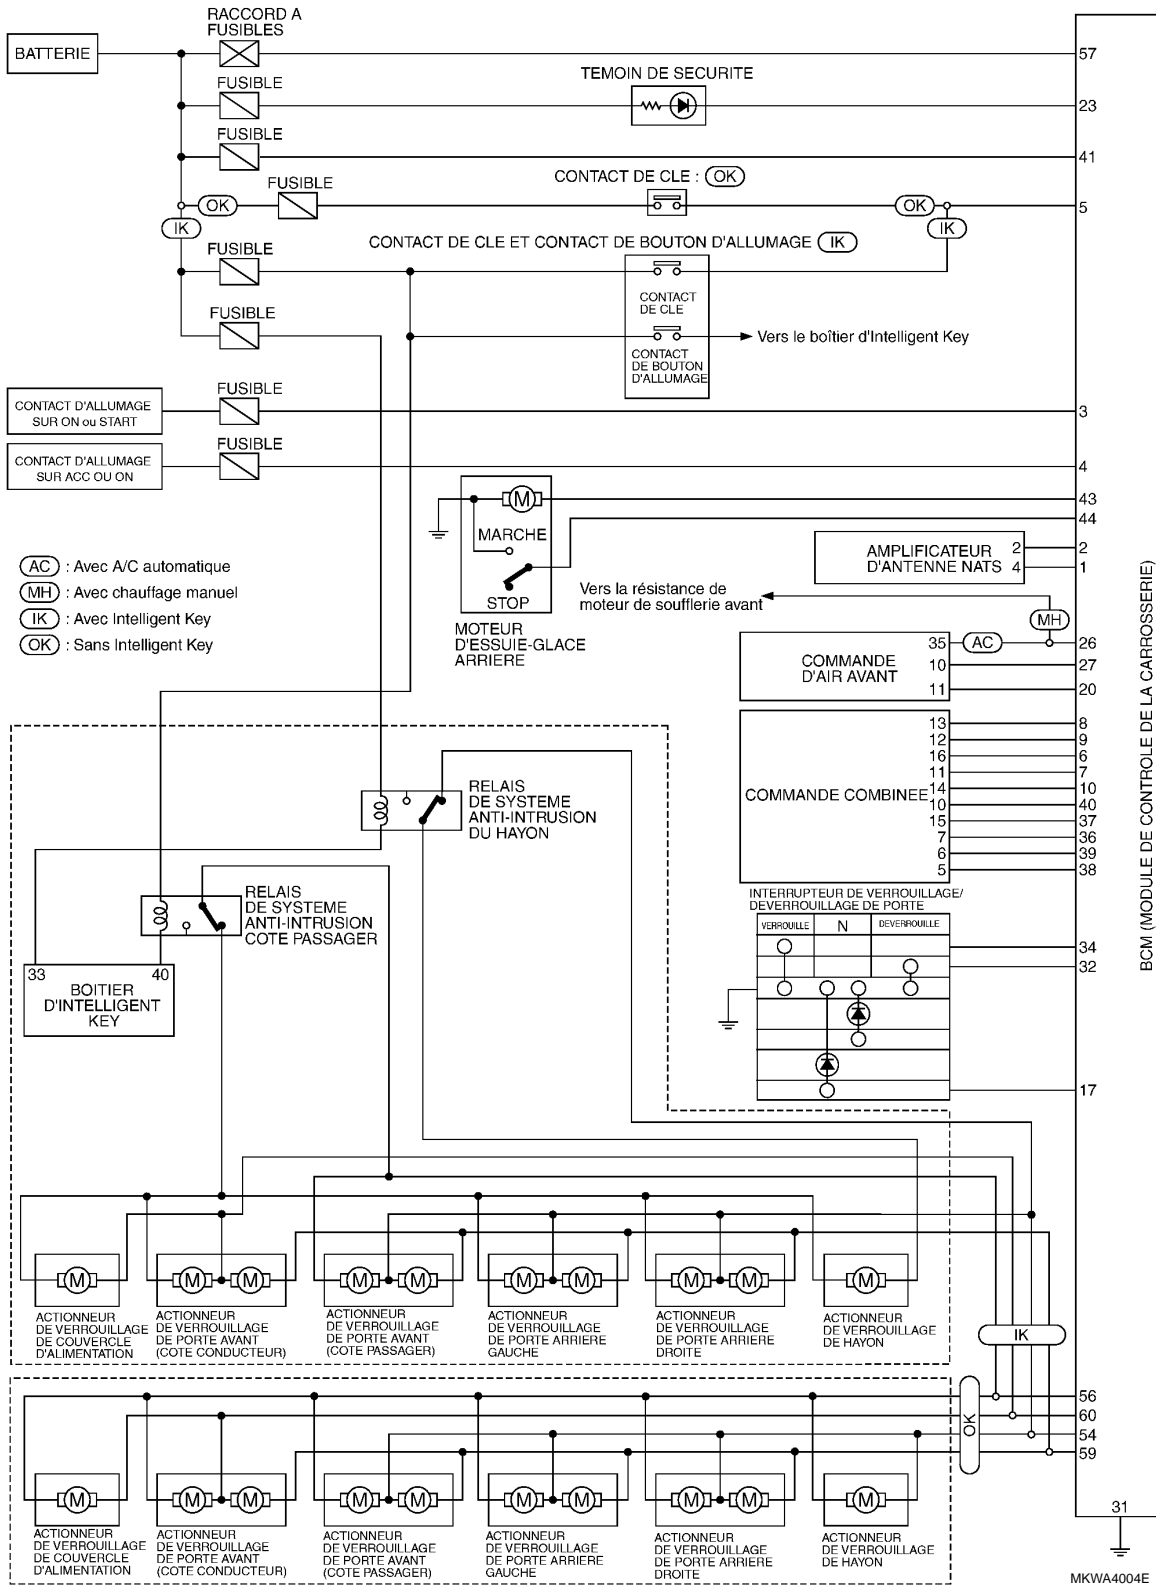 RACCORD A
FUSIBLES
BATTERIE
57
TEMOIN DE SECURITE
FUSIBLE
23
FUSIBLE
41
CONTACT DE CLE : OK
FUSIBLE
OK
OK
5
IK
IK
CONTACT DE CLE ET CONTACT DE BOUTON D'ALLUMAGE IK
FUSIBLE
CONTACT
DE CLE
FUSIBLE
Vers le boîtier d'Intelligent Key
CONTACT
DE BOUTON
D'ALLUMAGE
FUSIBLE
CONTACT D'ALLUMAGE
SUR ON ou START
3
FUSIBLE
CONTACT D'ALLUMAGE
SUR ACC OU ON
4
M
43
44
MARCHE
STOP
MOTEUR
D'ESSUIE-GLACE
ARRIERE
AMPLIFICATEUR
D'ANTENNE NATS
2 2
4 1
AC : Avec A/C automatique
MH : Avec chauffage manuel
IK : Avec Intelligent Key
OK : Sans Intelligent Key
Vers la résistance de
moteur de soufflerie avant
MH
COMMANDE
D'AIR AVANT
35 AC 26
10 27
11 20
COMMANDE COMBINEE
13 8
12 9
16 6
11 7
14 10
10 40
15 37
7 36
6 39
5 38
BCM (MODULE DE CONTROLE DE LA CARROSSERIE)
RELAIS
DE SYSTEME
ANTI-INTRUSION
DU HAYON
RELAIS
DE SYSTEME
ANTI-INTRUSION
COTE PASSAGER
33 40
BOITIER
D'INTELLIGENT
KEY
INTERRUPTEUR DE VERROUILLAGE/
DEVERROUILLAGE DE PORTE
VERROUILLE N DEVERROUILLE
34
32
17
M M M M M M M M M M M M
ACTIONNEUR
DE VERROUILLAGE
DE COUVERCLE
D'ALIMENTATION
ACTIONNEUR
DE VERROUILLAGE
DE PORTE AVANT
(COTE CONDUCTEUR)
ACTIONNEUR
DE VERROUILLAGE
DE PORTE AVANT
(COTE PASSAGER)
ACTIONNEUR
DE VERROUILLAGE
DE PORTE ARRIERE
GAUCHE
ACTIONNEUR
DE VERROUILLAGE
DE PORTE ARRIERE
DROITE
ACTIONNEUR
DE VERROUILLAGE
DE HAYON
IK
OK
56
60
54
59
M M M M M M M M M M M M
ACTIONNEUR
DE VERROUILLAGE
DE COUVERCLE
D'ALIMENTATION
ACTIONNEUR
DE VERROUILLAGE
DE PORTE AVANT
(COTE CONDUCTEUR)
ACTIONNEUR
DE VERROUILLAGE
DE PORTE AVANT
(COTE PASSAGER)
ACTIONNEUR
DE VERROUILLAGE
DE PORTE ARRIERE
GAUCHE
ACTIONNEUR
DE VERROUILLAGE
DE PORTE ARRIERE
DROITE
ACTIONNEUR
DE VERROUILLAGE
DE HAYON
31
MKWA4004E